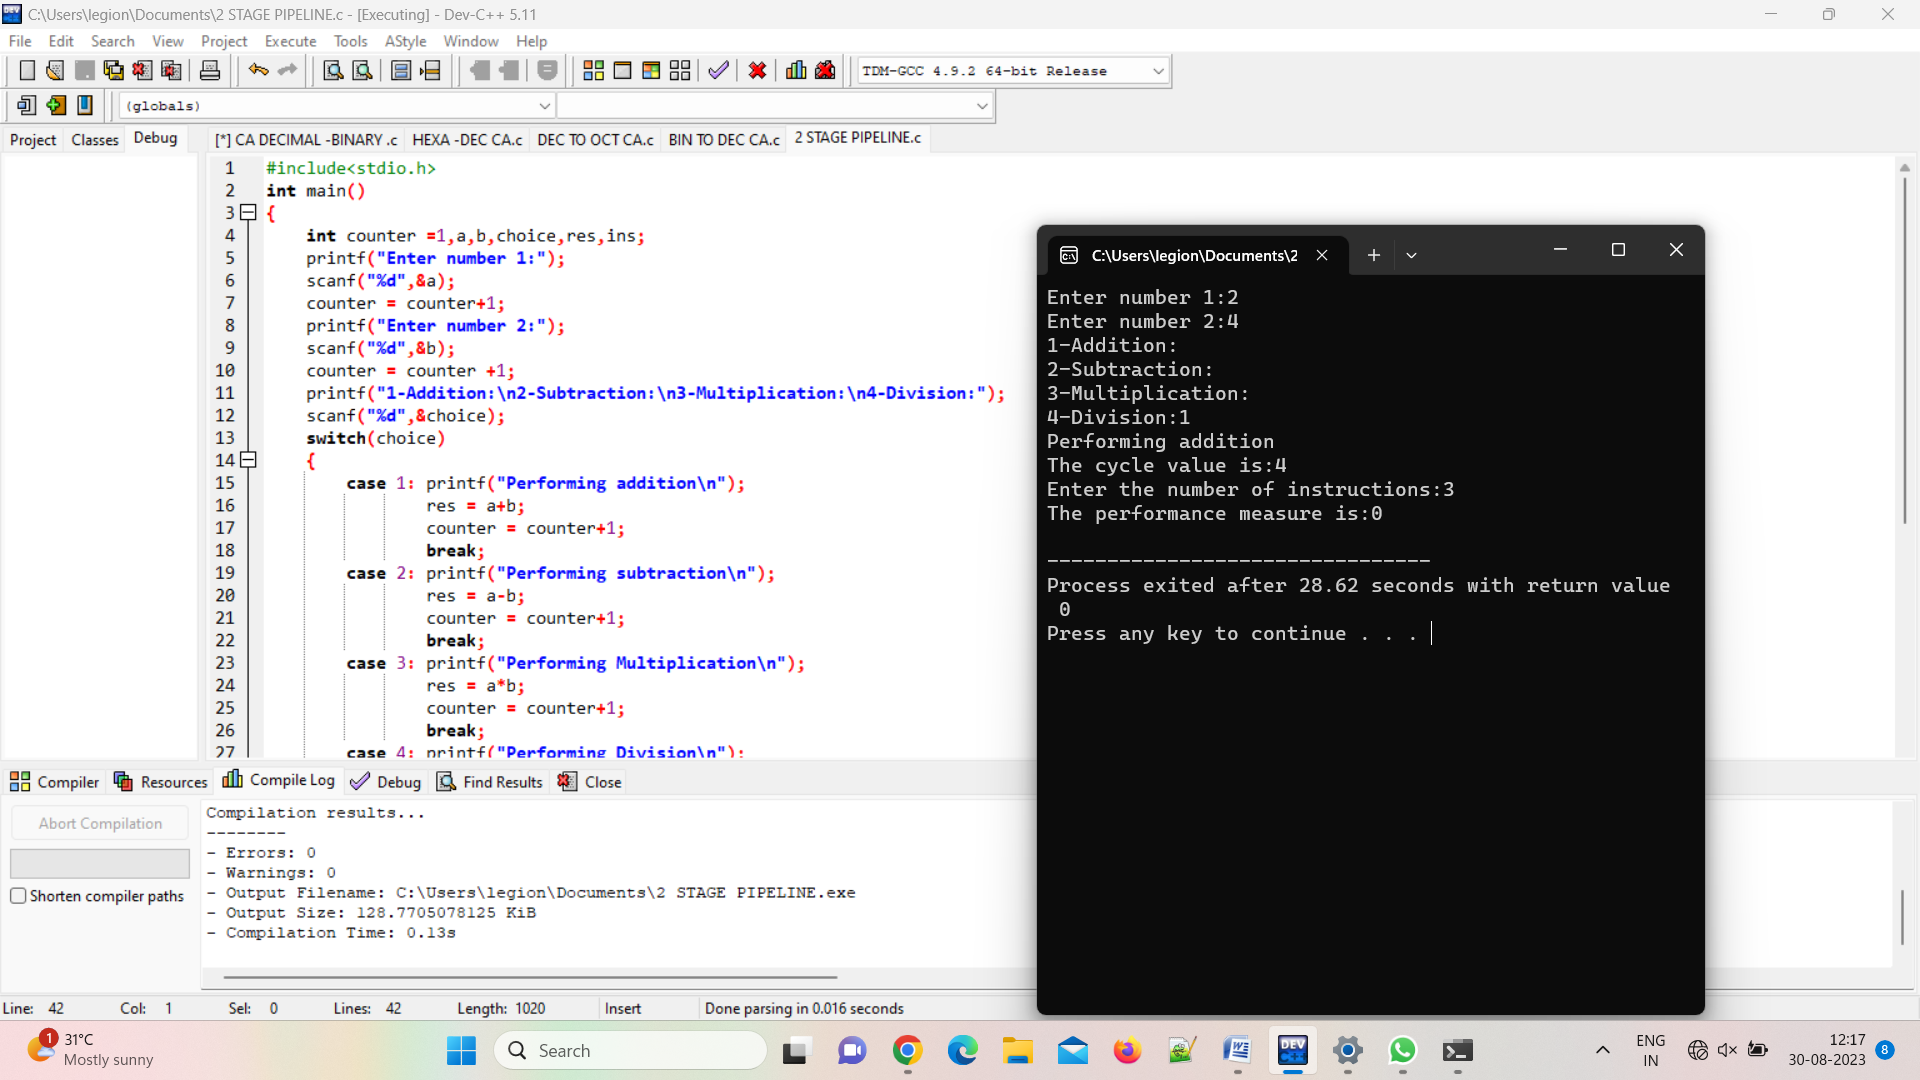 C:\Users\legion\Documents\2 STAGE PIPELINE.c - [Executing] - Dev-C++ 5.11
File Edit Search View Project Execute Tools AStyle Window Help
TDM-GCC 4.9.2 64-bit Release
(globals)
Project Classes Debug
[*] CA DECIMAL -BINARY .c HEXA -DEC CA.c DEC TO OCT CA.c BIN TO DEC CA.c 2 STAGE PIPELINE.c
1 #include<stdio.h>
2 int main()
3 {
4 int counter =1,a,b,choice,res,ins;
5 printf("Enter number 1:");
6 scanf("%d",&a);
7 counter = counter+1;
8 printf("Enter number 2:");
9 scanf("%d",&b);
10 counter = counter +1;
11 printf("1-Addition:\n2-Subtraction:\n3-Multiplication:\n4-Division:");
12 scanf("%d",&choice);
13 switch(choice)
14 {
15 case 1: printf("Performing addition\n");
16 res = a+b;
17 counter = counter+1;
18 break;
19 case 2: printf("Performing subtraction\n");
20 res = a-b;
21 counter = counter+1;
22 break;
23 case 3: printf("Performing Multiplication\n");
24 res = a*b;
25 counter = counter+1;
26 break;
27 case 4: printf("Performing Division\n");
C:\Users\legion\Documents\2
Enter number 1:2
Enter number 2:4
1-Addition:
2-Subtraction:
3-Multiplication:
4-Division:1
Performing addition
The cycle value is:4
Enter the number of instructions:3
The performance measure is:0
--------------------------------
Process exited after 28.62 seconds with return value
0
Press any key to continue . . .
Compiler Resources Compile Log Debug Find Results Close
Abort Compilation
Shorten compiler paths
Compilation results...
--------
- Errors: 0
- Warnings: 0
- Output Filename: C:\Users\legion\Documents\2 STAGE PIPELINE.exe
- Output Size: 128.7705078125 KiB
- Compilation Time: 0.13s
Line: 42 Col: 1 Sel: 0 Lines: 42 Length: 1020 Insert Done parsing in 0.016 seconds
1
31°C
Mostly sunny
Search
DEV
C++
ENG
IN
12:17
30-08-2023
8